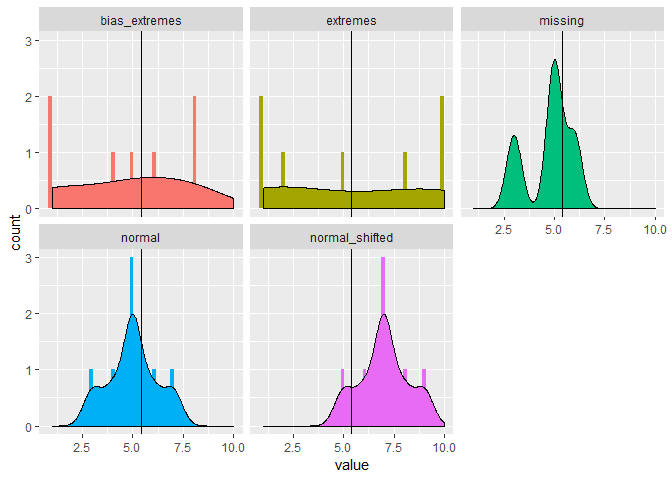 bias_extremes
extremes
missing
3
2
1
0
2.5 5.0 7.5 10.0
normal
normal_shifted
3
2
1
0
2.5 5.0 7.5 10.0
2.5 5.0 7.5 10.0
count
value